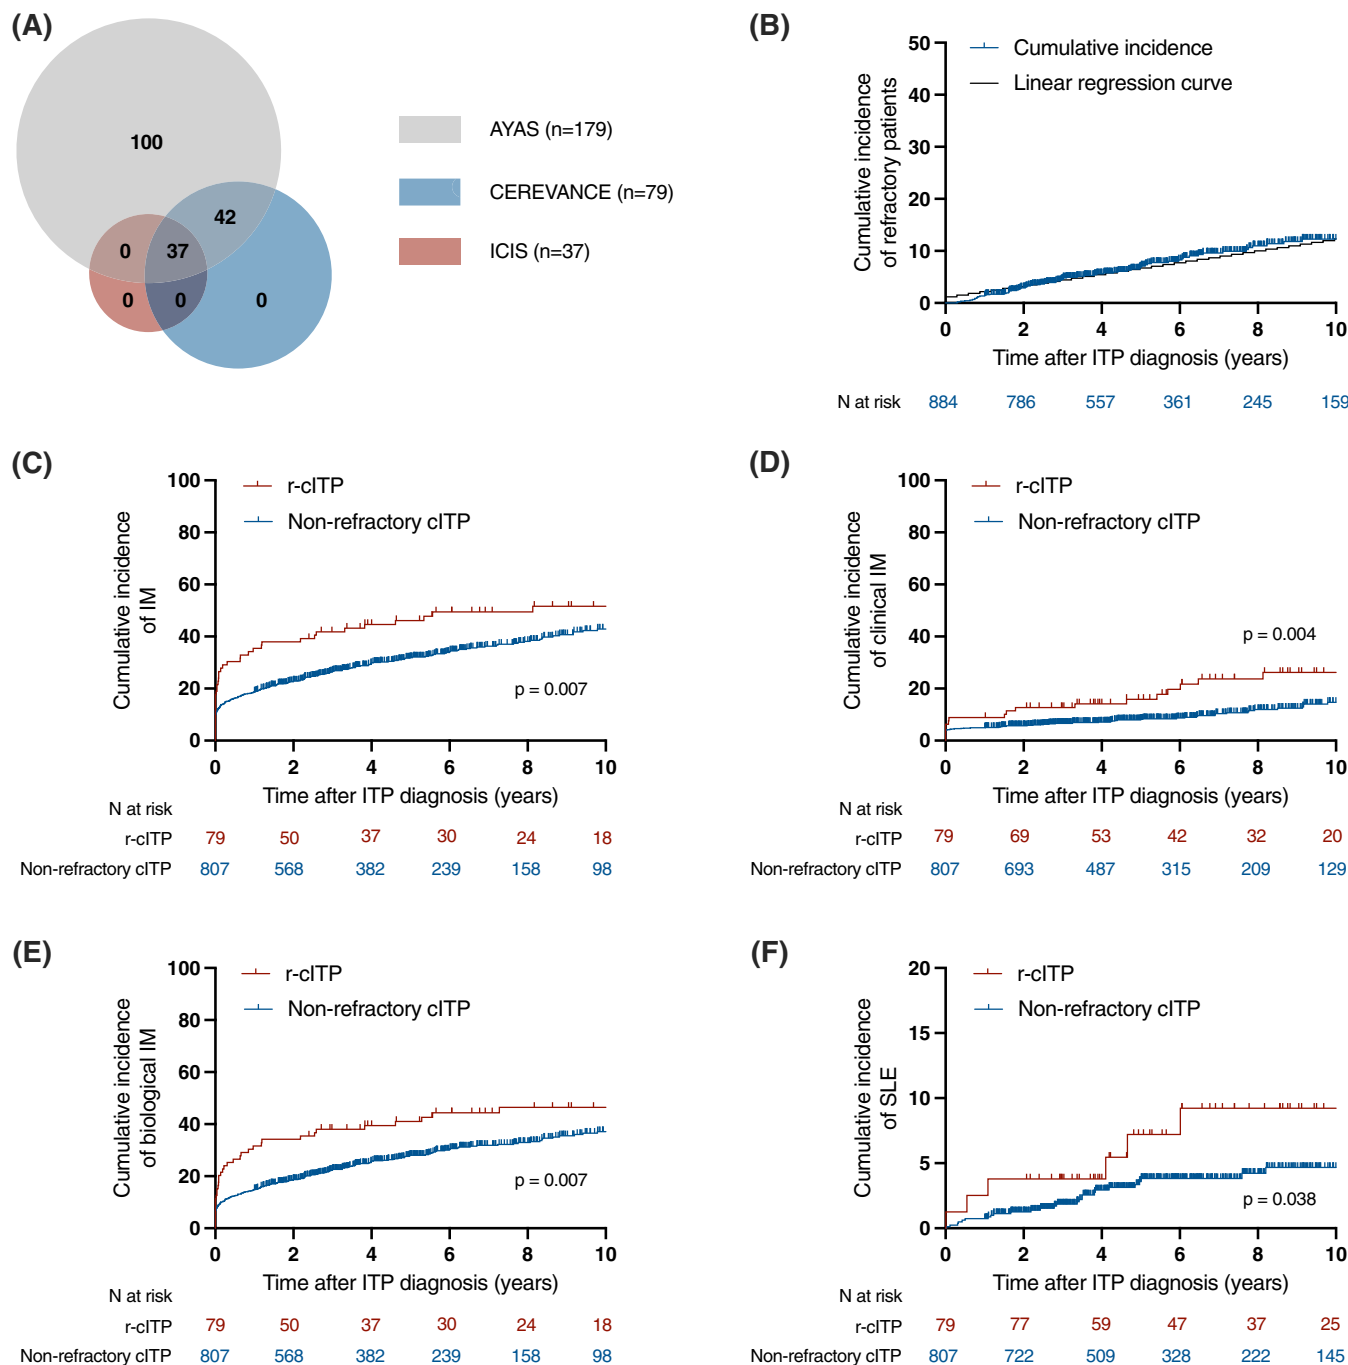 (A)
100
42
0
37
0
0
0
AYAS (n=179)
CEREVANCE (n=79)
ICIS (n=37)
(B)
Cumulative incidence
of refractory patients
50
40
30
20
10
0
Cumulative incidence
Linear regression curve
0 2 4 6 8 10
Time after ITP diagnosis (years)
N at risk 884 786 557 361 245 159
(C)
Cumulative incidence
of IM
100
80
60
40
20
0
r-cITP
Non-refractory cITP
p = 0.007
0 2 4 6 8 10
Time after ITP diagnosis (years)
N at risk
r-cITP 79 50 37 30 24 18
Non-refractory cITP 807 568 382 239 158 98
(D)
Cumulative incidence
of clinical IM
100
80
60
40
20
0
r-cITP
Non-refractory cITP
p = 0.004
0 2 4 6 8 10
Time after ITP diagnosis (years)
N at risk
r-cITP 79 69 53 42 32 20
Non-refractory cITP 807 693 487 315 209 129
(E)
Cumulative incidence
of biological IM
100
80
60
40
20
0
r-cITP
Non-refractory cITP
p = 0.007
0 2 4 6 8 10
Time after ITP diagnosis (years)
N at risk
r-cITP 79 50 37 30 24 18
Non-refractory cITP 807 568 382 239 158 98
(F)
Cumulative incidence
of SLE
20
15
10
5
0
r-cITP
Non-refractory cITP
p = 0.038
0 2 4 6 8 10
Time after ITP diagnosis (years)
N at risk
r-cITP 79 77 59 47 37 25
Non-refractory cITP 807 722 509 328 222 145